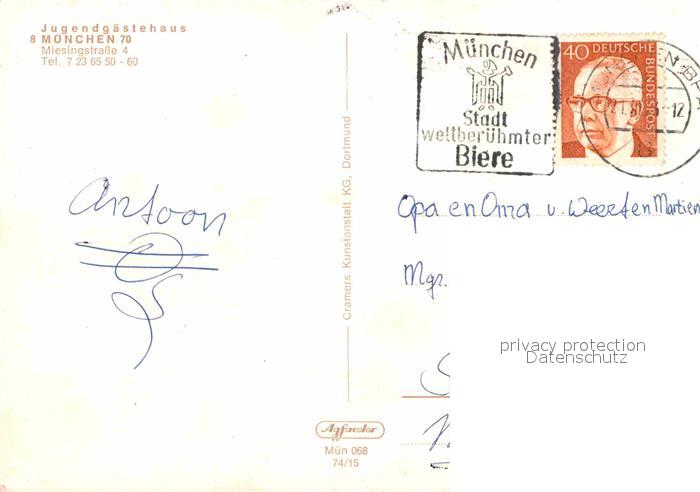 Jugendgästehaus
8 MÜNCHEN 70
Miesingstraße 4
Tel. 7 23 65 50 - 60
München
Stadt
weltberühmter
Biere
40 DEUTSCHE
BUNDESPOST
Antoon
Opa en Oma v. Weerten Martien
Mgr.
Cramers Kunstanstalt KG, Dortmund
privacy protection
Datenschutz
Agfacolor
Mün 068
74/15